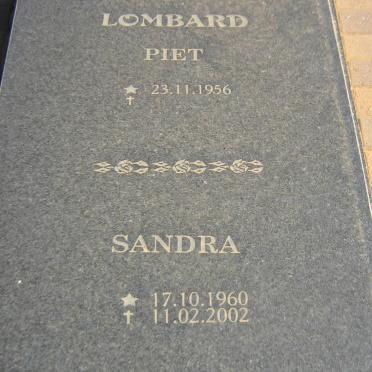 LOMBARD
PIET
★ 23.11.1956
✝
SANDRA
★ 17.10.1960
✝ 11.02.2002